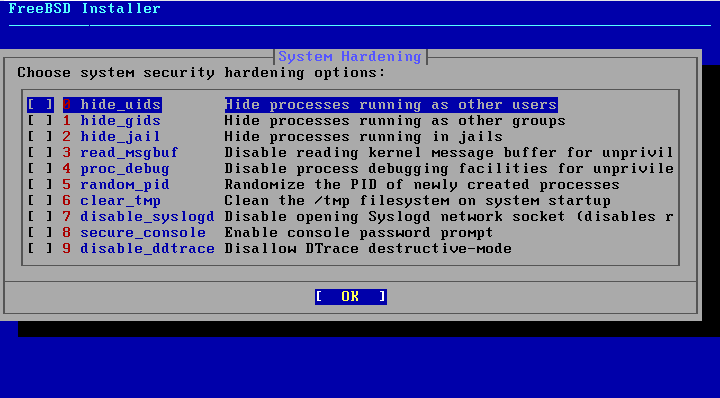 FreeBSD Installer
System Hardening
Choose system security hardening options:
[ ] 0 hide_uids Hide processes running as other users
[ ] 1 hide_gids Hide processes running as other groups
[ ] 2 hide_jail Hide processes running in jails
[ ] 3 read_msgbuf Disable reading kernel message buffer for unprivil
[ ] 4 proc_debug Disable process debugging facilities for unprivile
[ ] 5 random_pid Randomize the PID of newly created processes
[ ] 6 clear_tmp Clean the /tmp filesystem on system startup
[ ] 7 disable_syslogd Disable opening Syslogd network socket (disables r
[ ] 8 secure_console Enable console password prompt
[ ] 9 disable_ddtrace Disallow DTrace destructive-mode
[ OK ]